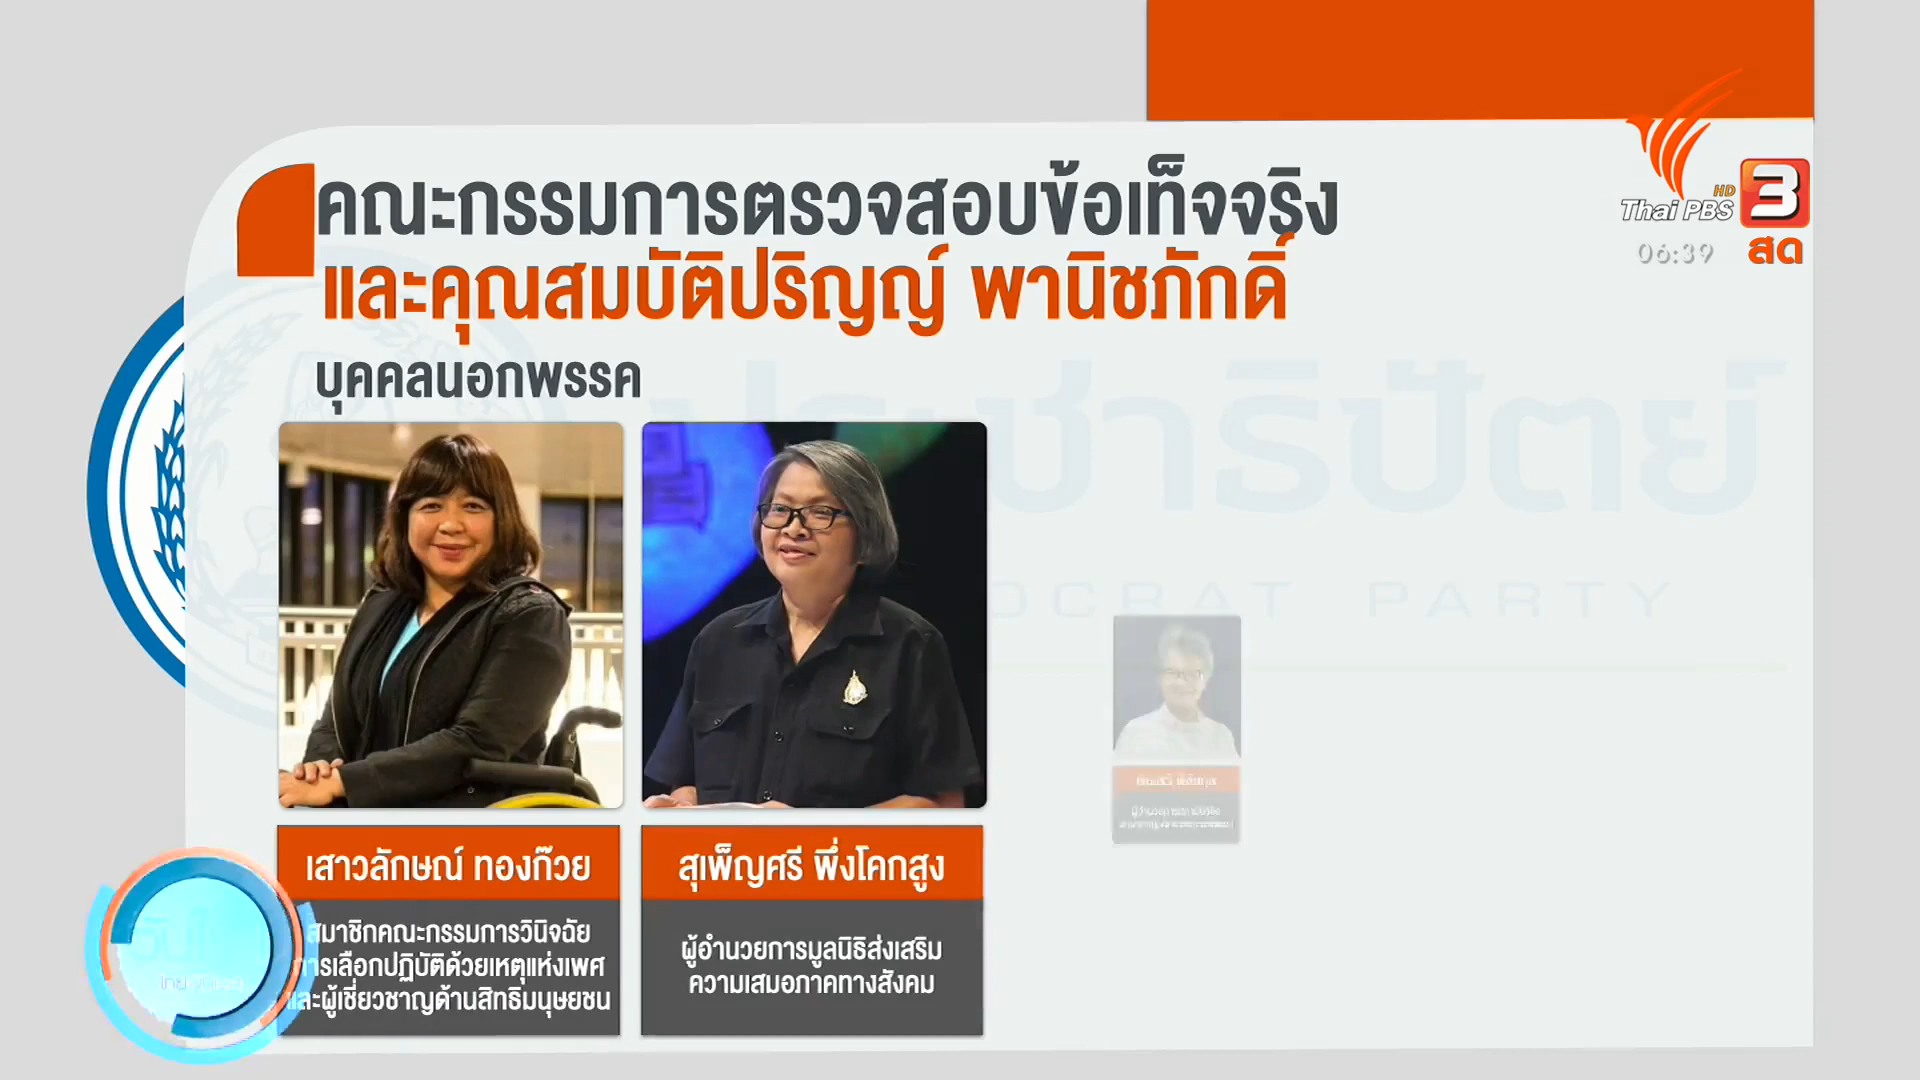 คณะกรรมการตรวจสอบข้อเท็จจริง
และคุณสมบัติปริญญ์ พานิชภักดิ์
บุคคลนอกพรรค
HD
Thai PBS 3
06:39 สด
ประชาธิปัตย์
OCRAT PARTY
เสาวลักษณ์ ทองก๊วย
สมาชิกคณะกรรมการวินิจฉัย
การเลือกปฏิบัติด้วยเหตุแห่งเพศ
และผู้เชี่ยวชาญด้านสิทธิมนุษยชน
สุเพ็ญศรี พึ่งโคกสูง
ผู้อำนวยการมูลนิธิส่งเสริม
ความเสมอภาคทางสังคม